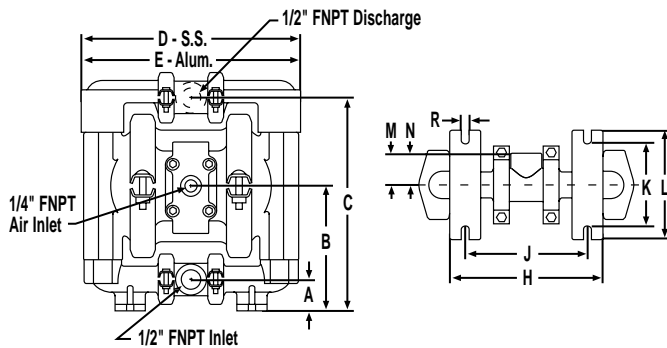 1/2" FNPT Discharge
D - S.S.
E - Alum.
1/4" FNPT
Air Inlet
C
B
A
1/2" FNPT Inlet
R
M N
K
L
J
H